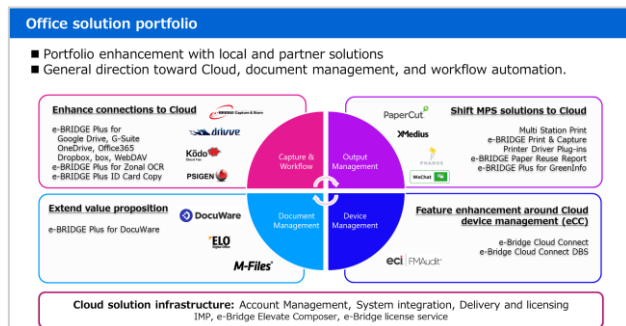 Office solution portfolio
■ Portfolio enhancement with local and partner solutions
■ General direction toward Cloud, document management, and workflow automation.
Enhance connections to Cloud
e-BRIDGE Plus for
Google Drive, G-Suite
OneDrive, Office365
Dropbox, box, WebDAV
e-BRIDGE Plus for Zonal OCR
e-BRIDGE Plus ID Card Copy
e-BRIDGE Capture & Store
drivve
Kodo
PSIGEN
Capture &
Workflow
Output
Management
PaperCut
XMedius
PHAROS
WeChat
Shift MPS solutions to Cloud
Multi Station Print
e-BRIDGE Print & Capture
Printer Driver Plug-ins
e-BRIDGE Paper Reuse Report
e-BRIDGE Plus for GreenInfo
Extend value proposition
e-BRIDGE Plus for DocuWare
DocuWare
ELO
M-Files
Document
Management
Device
Management
eci FMAudit
Feature enhancement around Cloud
device management (eCC)
e-Bridge Cloud Connect
e-Bridge Cloud Connect DBS
Cloud solution infrastructure: Account Management, System integration, Delivery and licensing
IMP, e-Bridge Elevate Composer, e-Bridge license service